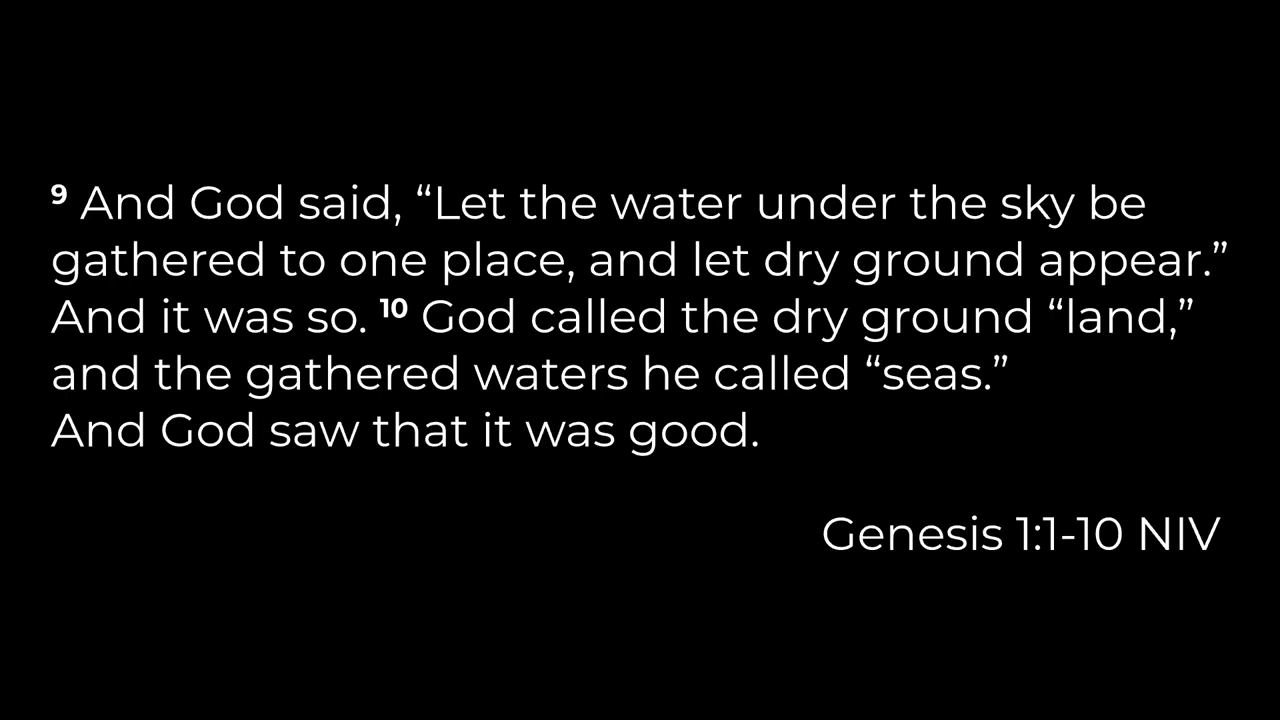 ⁹ And God said, “Let the water under the sky be
gathered to one place, and let dry ground appear.”
And it was so. ¹⁰ God called the dry ground “land,”
and the gathered waters he called “seas.”
And God saw that it was good.
Genesis 1:1-10 NIV